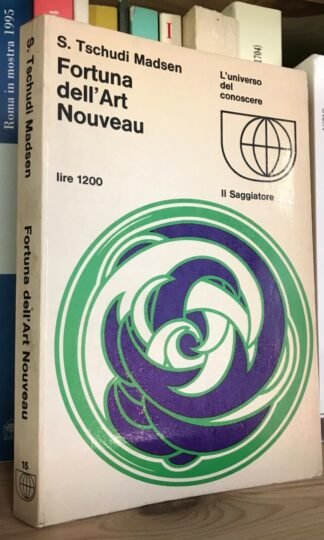 S. Tschudi Madsen
Fortuna
dell'Art
Nouveau
lire 1200
L'universo
del
conoscere
Il Saggiatore
S. Tschudi Madsen
Fortuna dell'Art Nouveau
15
Roma in mostra 1995
I